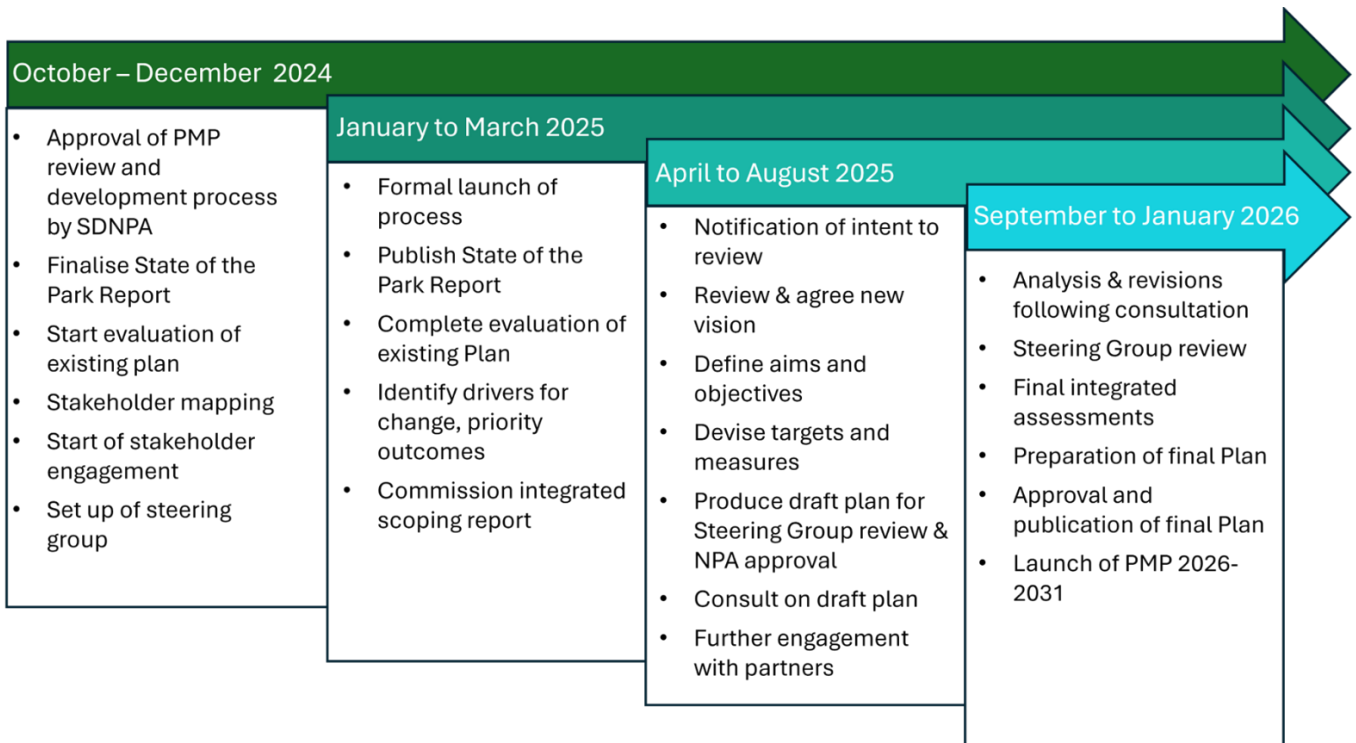 October – December 2024
• Approval of PMP
review and
development process
by SDNPA
• Finalise State of the
Park Report
• Start evaluation of
existing plan
• Stakeholder mapping
• Start of stakeholder
engagement
• Set up of steering
group
January to March 2025
• Formal launch of
process
• Publish State of the
Park Report
• Complete evaluation of
existing Plan
• Identify drivers for
change, priority
outcomes
• Commission integrated
scoping report
April to August 2025
• Notification of intent to
review
• Review & agree new
vision
• Define aims and
objectives
• Devise targets and
measures
• Produce draft plan for
Steering Group review &
NPA approval
• Consult on draft plan
• Further engagement
with partners
September to January 2026
• Analysis & revisions
following consultation
• Steering Group review
• Final integrated
assessments
• Preparation of final Plan
• Approval and
publication of final Plan
• Launch of PMP 2026-
2031